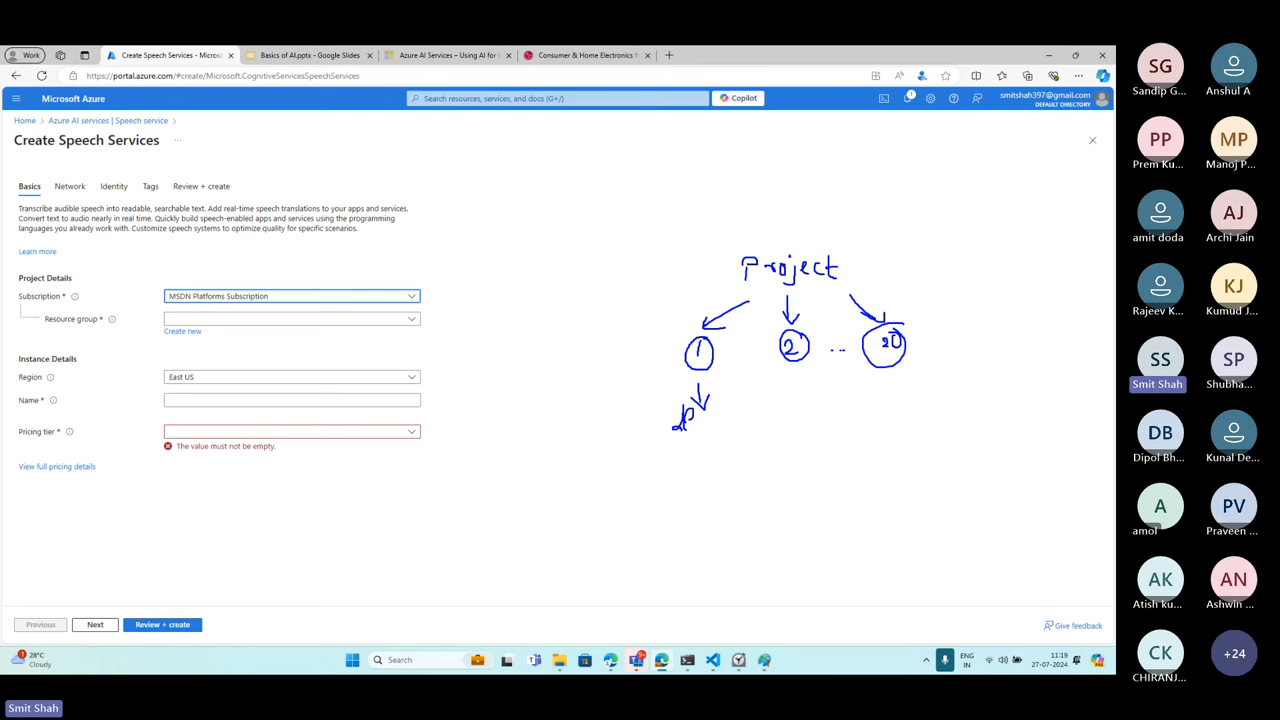 Work
Create Speech Services - Micros
Basics of AI.pptx - Google Slides
Azure AI Services – Using AI for
Consumer & Home Electronics
https://portal.azure.com/#create/Microsoft.CognitiveServicesSpeechServices
Microsoft Azure
Search resources, services, and docs (G+/)
Copilot
1
smitshah397@gmail.com
DEFAULT DIRECTORY
Home > Azure AI services | Speech service >
Create Speech Services ...
Basics Network Identity Tags Review + create
Transcribe audible speech into readable, searchable text. Add real-time speech translations to your apps and services.
Convert text to audio nearly in real time. Quickly build speech-enabled apps and services using the programming
languages you already work with. Customize speech systems to optimize quality for specific scenarios.
Learn more
Project Details
Subscription * MSDN Platforms Subscription
Resource group *
Create new
Instance Details
Region East US
Name *
Pricing tier *
The value must not be empty.
View full pricing details
Project
1 2 ... 20
Previous Next Review + create
Give feedback
28°C
Cloudy
Search
ENG
IN
11:19
27-07-2024
SG
Sandip G...
Anshul A
PP
Prem Ku...
MP
Manoj P...
amit doda
AJ
Archi Jain
Rajeev K...
KJ
Kumud J...
SS
Smit Shah
SP
Shubha...
DB
Dipol Bh...
Kunal De...
A
amol
PV
Praveen ...
AK
Atish ku...
AN
Ashwin ...
CK
CHIRANJ...
+24
Smit Shah